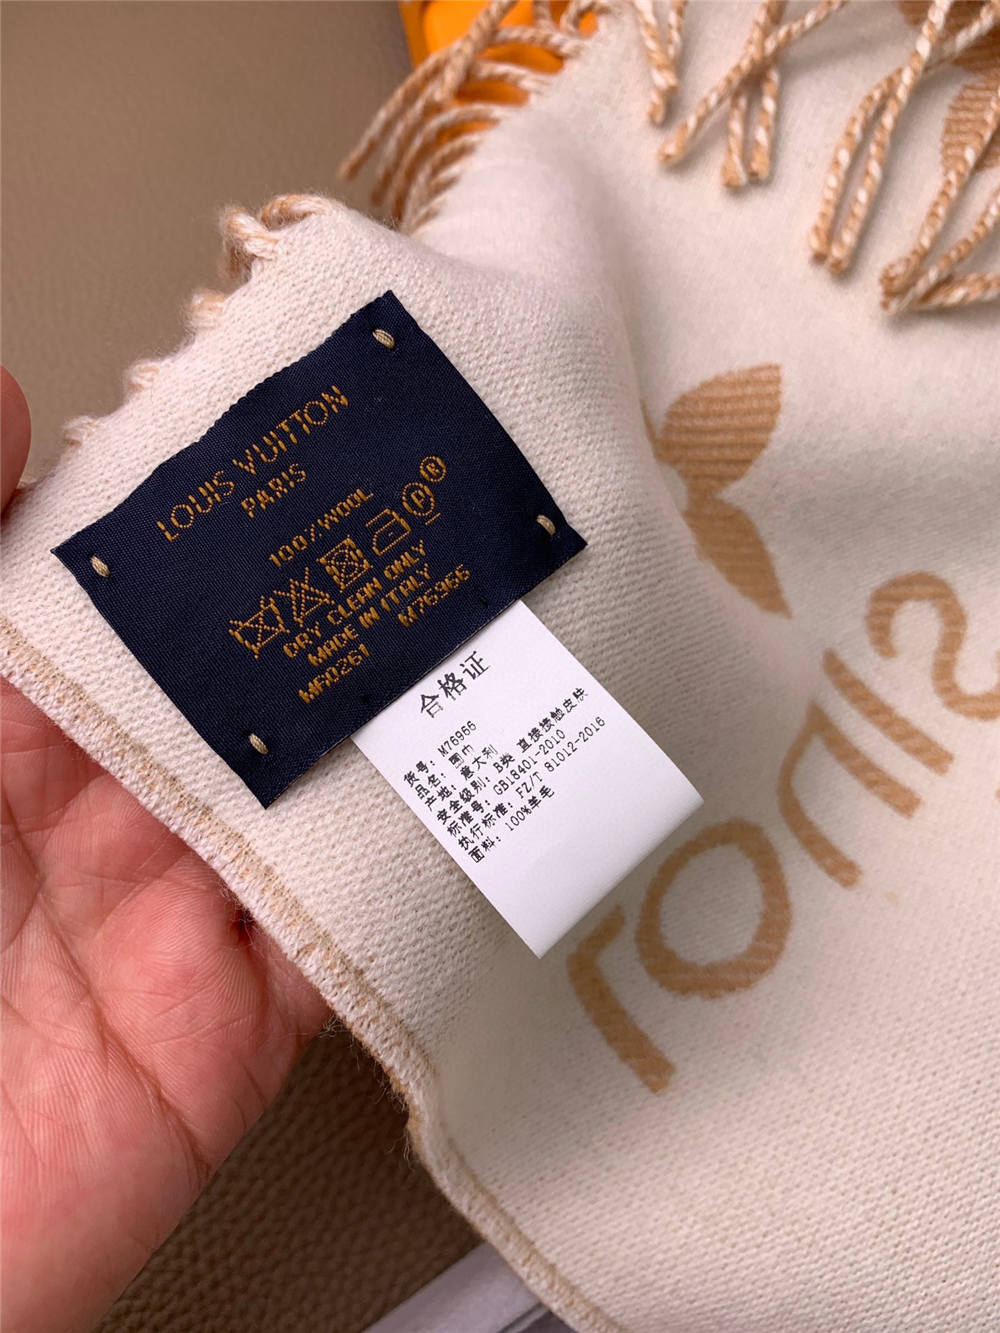 LOUIS VUITTON
PARIS
100%WOOL
P
R
DRY CLEAN ONLY
MADE IN ITALY
M76966
MR0261
合格证
货号: M76966
品名: 围巾
产地: 意大利
安全级别: B类 直接接触皮肤
标准号: GB18401-2010
执行标准: FZ/T 81012-2016
面料: 100%羊毛
LOUIS